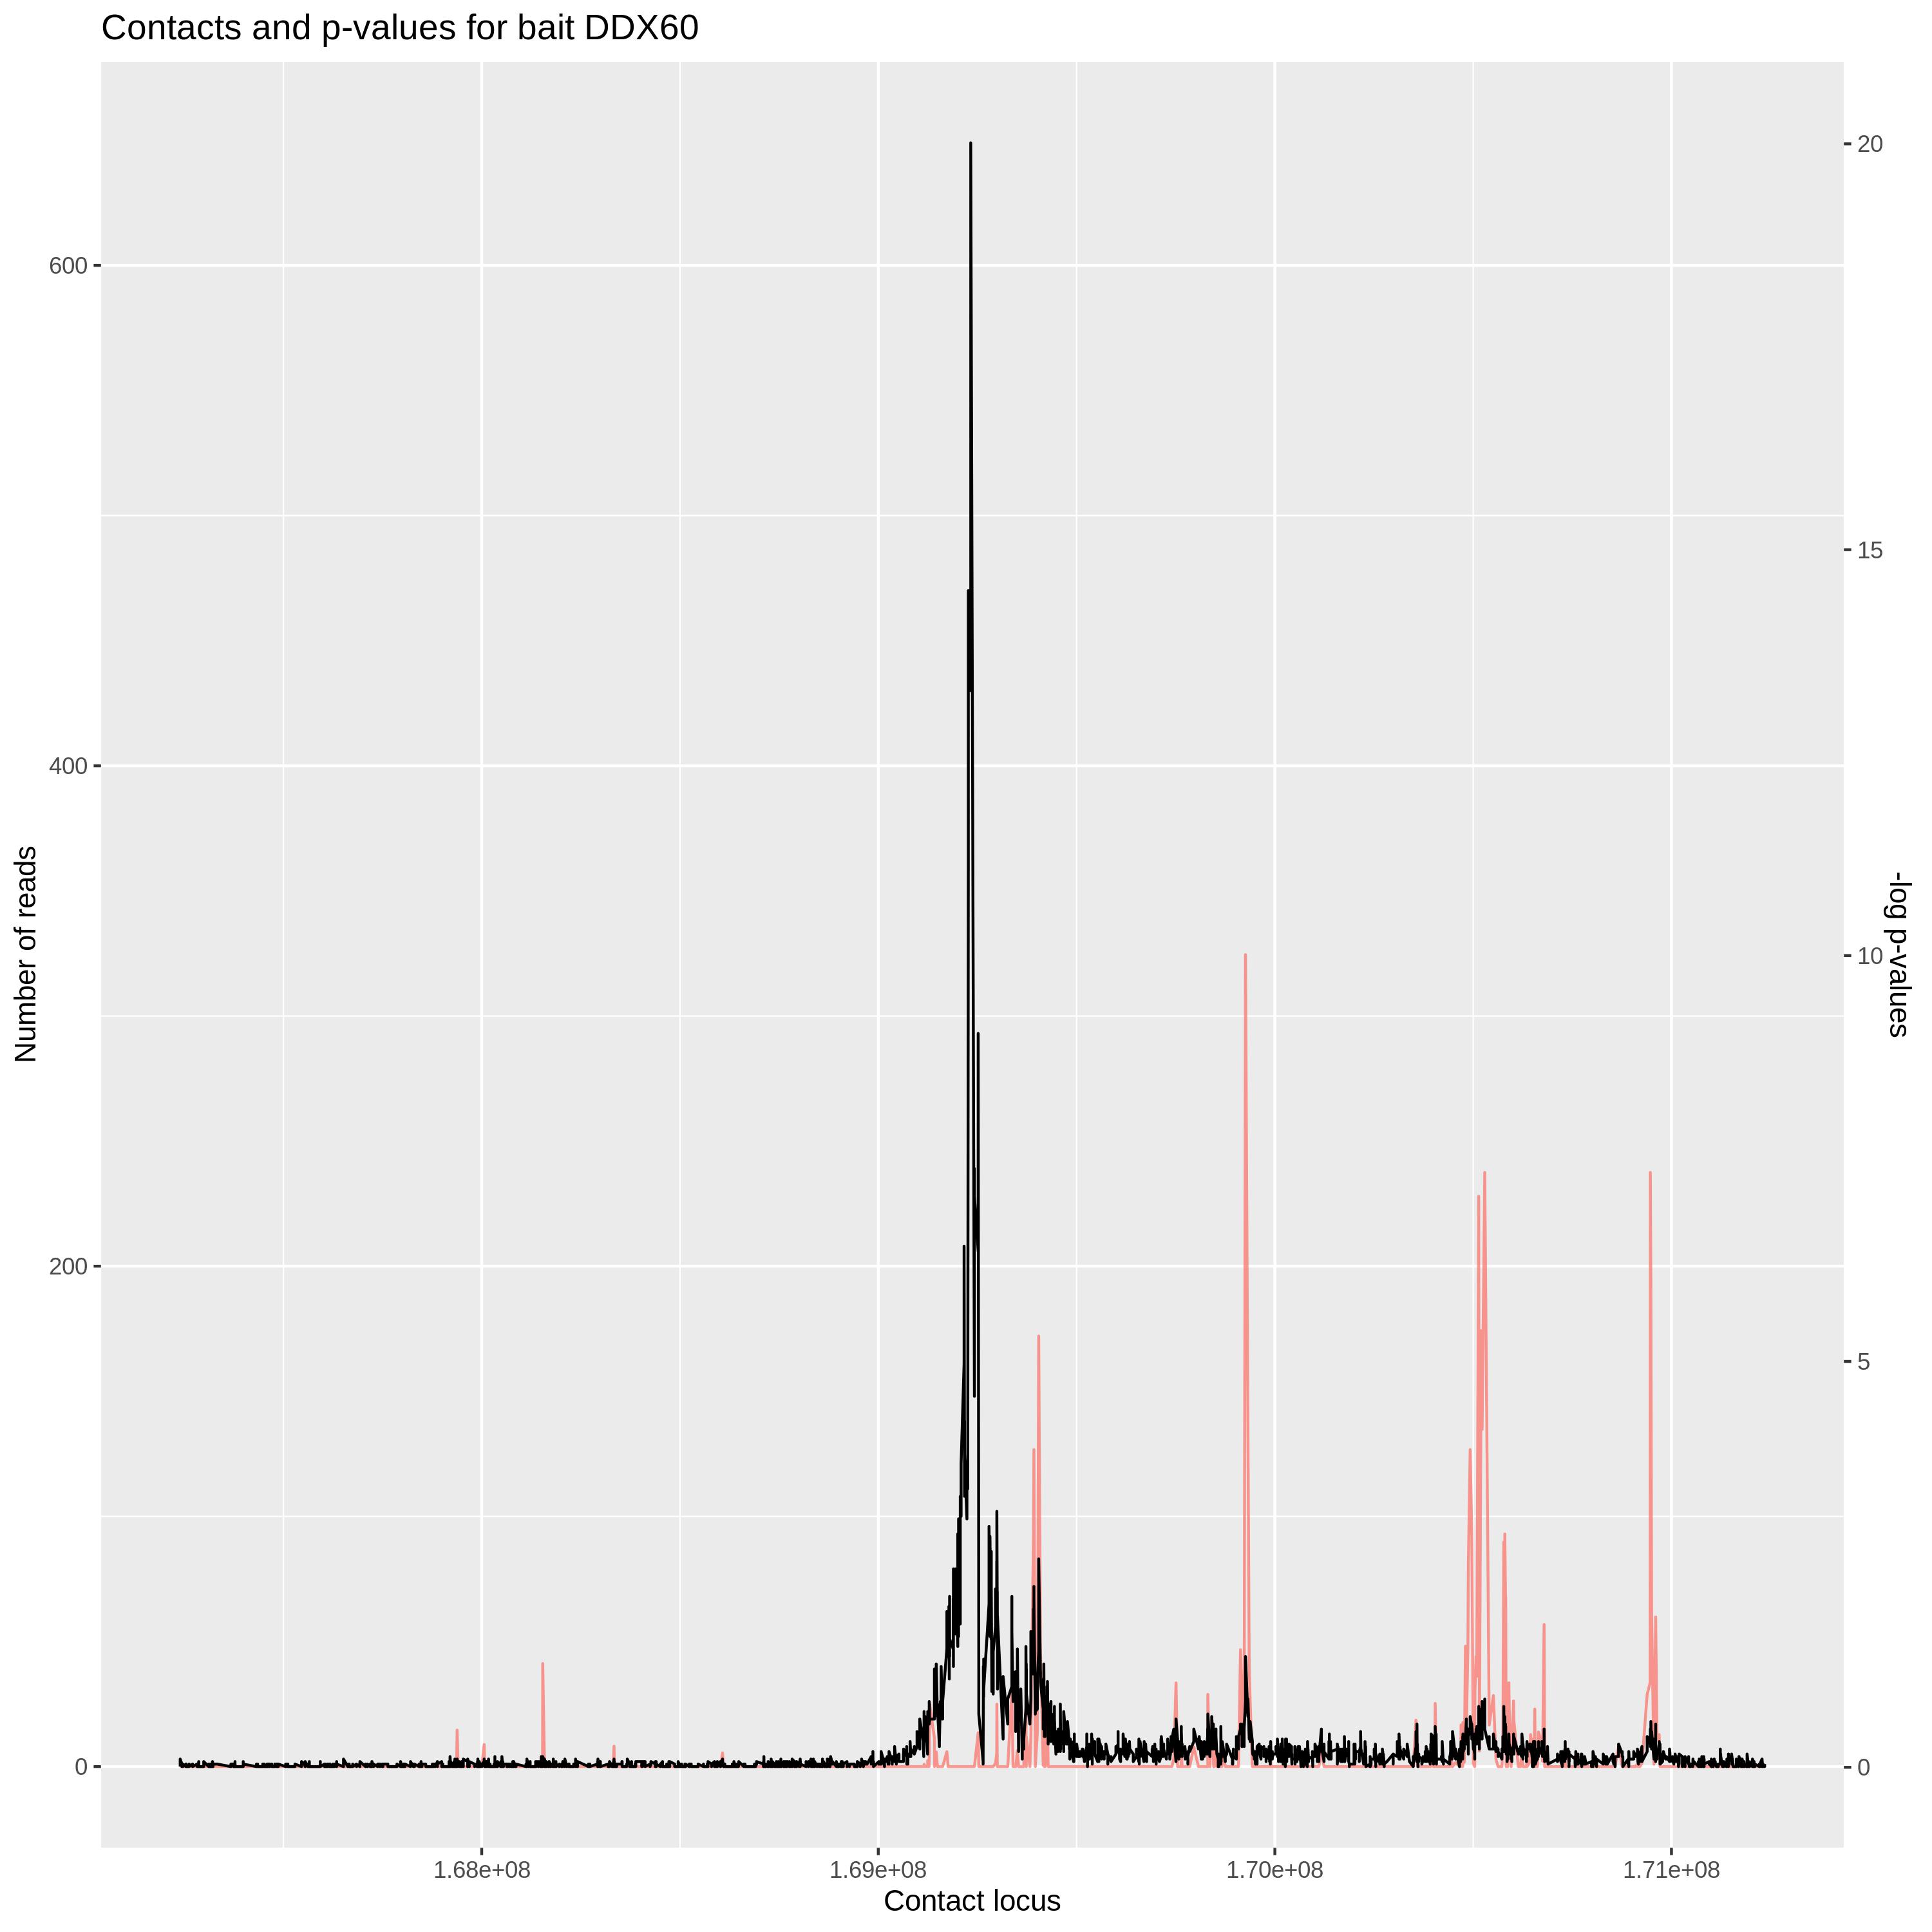 Contacts and p-values for bait DDX60
600
400
200
0
Number of reads
20
15
10
5
0
-log p-values
1.68e+08
1.69e+08
1.70e+08
1.71e+08
Contact locus